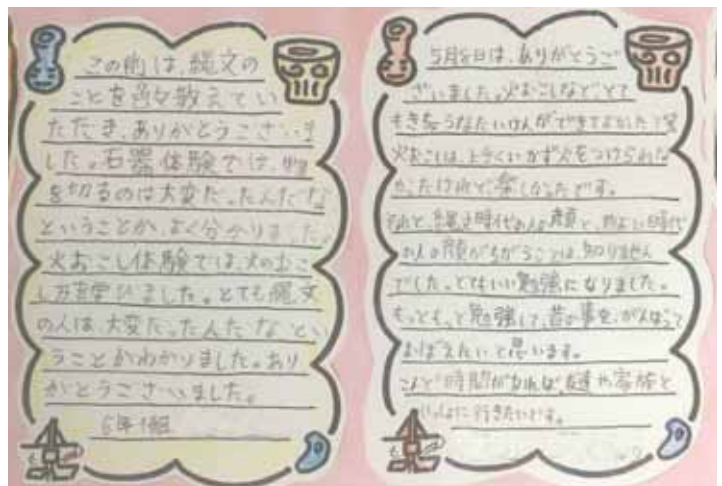 この前は、縄文の
ことを色々教えてい
ただき、ありがとうございま
した。石器体験では、物
を切るのは大変だったんだな
ということが、よく分かりました。
火おこし体験では、火のおこ
し方を学びました。とても縄文
の人は、大変だったんだなとい
うことがわかりました。あり
がとうございました。
6年1組
5月8日は、ありがとうご
ざいました。火おこしなど、とて
もきちょうなたいけんができてよかったです
火おこしは、上手くいかず火をつけられな
かったけれど、楽しかったです。
それと、縄文時代の人の顔と、やよい時代
の人の顔がちがうことは、知りません
でした。とてもいい勉強になりました。
もっともっと勉強して、昔の事を、がんばって
おぼえたいと思います。
こんど時間があれば、友達や家族と
いっしょに行きたいです。